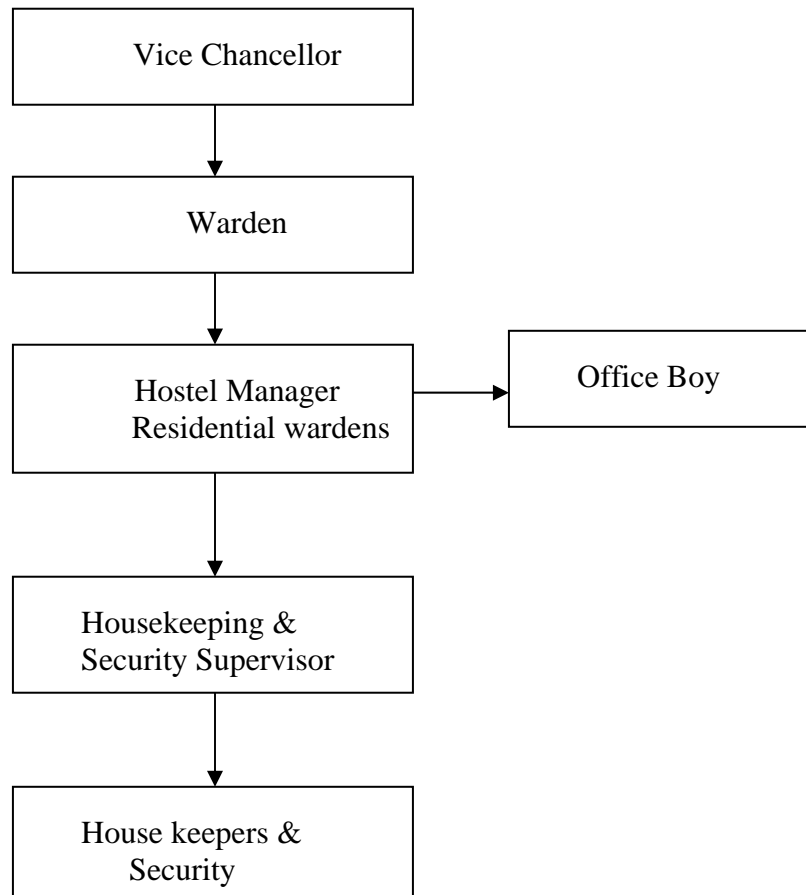 Vice Chancellor
Warden
Hostel Manager
Residential wardens
Office Boy
Housekeeping &
Security Supervisor
House keepers &
Security